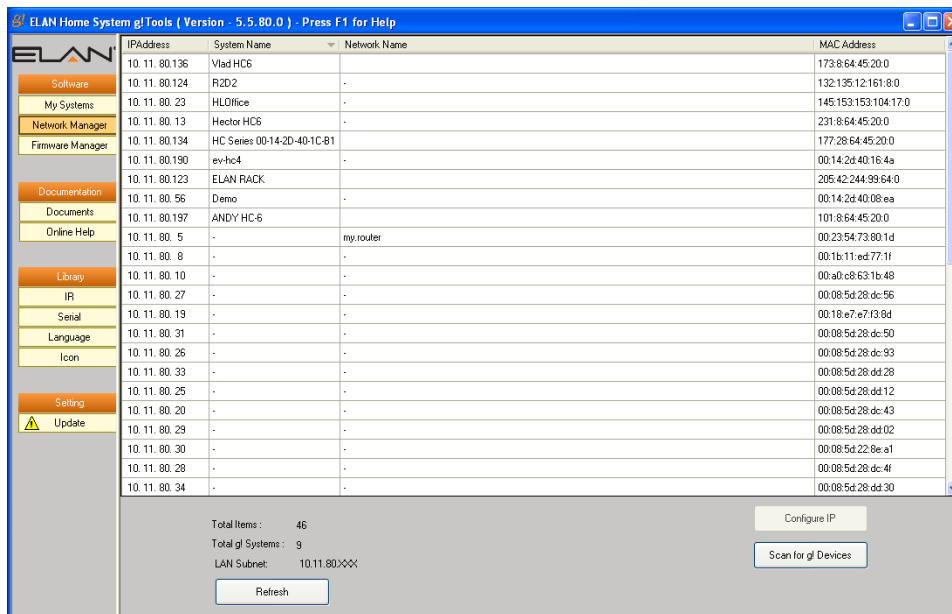 g! ELAN Home System g!Tools ( Version - 5.5.80.0 ) - Press F1 for Help
ELAN
Software
My Systems
Network Manager
Firmware Manager
Documentation
Documents
Online Help
Library
IR
Serial
Language
Icon
Setting
Update
IPAddress System Name Network Name MAC Address
10. 11. 80.136 Vlad HC6 173:8:64:45:20:0
10. 11. 80.124 R2D2 - 132:135:12:161:8:0
10. 11. 80. 23 HLOffice - 145:153:153:104:17:0
10. 11. 80. 13 Hector HC6 - 231:8:64:45:20:0
10. 11. 80.134 HC Series 00-14-2D-40-1C-B1 177:28:64:45:20:0
10. 11. 80.190 ev-hc4 - 00:14:2d:40:16:4a
10. 11. 80.123 ELAN RACK 205:42:244:99:64:0
10. 11. 80. 56 Demo - 00:14:2d:40:08:ea
10. 11. 80.197 ANDY HC-6 101:8:64:45:20:0
10. 11. 80. 5 - my.router 00:23:54:73:80:1d
10. 11. 80. 8 - - 00:1b:11:ed:77:1f
10. 11. 80. 10 - - 00:a0:c8:63:1b:48
10. 11. 80. 27 - - 00:08:5d:28:dc:56
10. 11. 80. 19 - - 00:18:e7:e7:f3:8d
10. 11. 80. 31 - - 00:08:5d:28:dc:50
10. 11. 80. 26 - - 00:08:5d:28:dc:93
10. 11. 80. 33 - - 00:08:5d:28:dd:28
10. 11. 80. 25 - - 00:08:5d:28:dd:12
10. 11. 80. 20 - - 00:08:5d:28:dc:43
10. 11. 80. 29 - - 00:08:5d:28:dd:02
10. 11. 80. 30 - - 00:08:5d:22:8e:a1
10. 11. 80. 28 - - 00:08:5d:28:dc:4f
10. 11. 80. 34 - - 00:08:5d:28:dd:30
Total Items : 46
Total g! Systems : 9
LAN Subnet: 10.11.80.XXX
Refresh
Configure IP
Scan for g! Devices